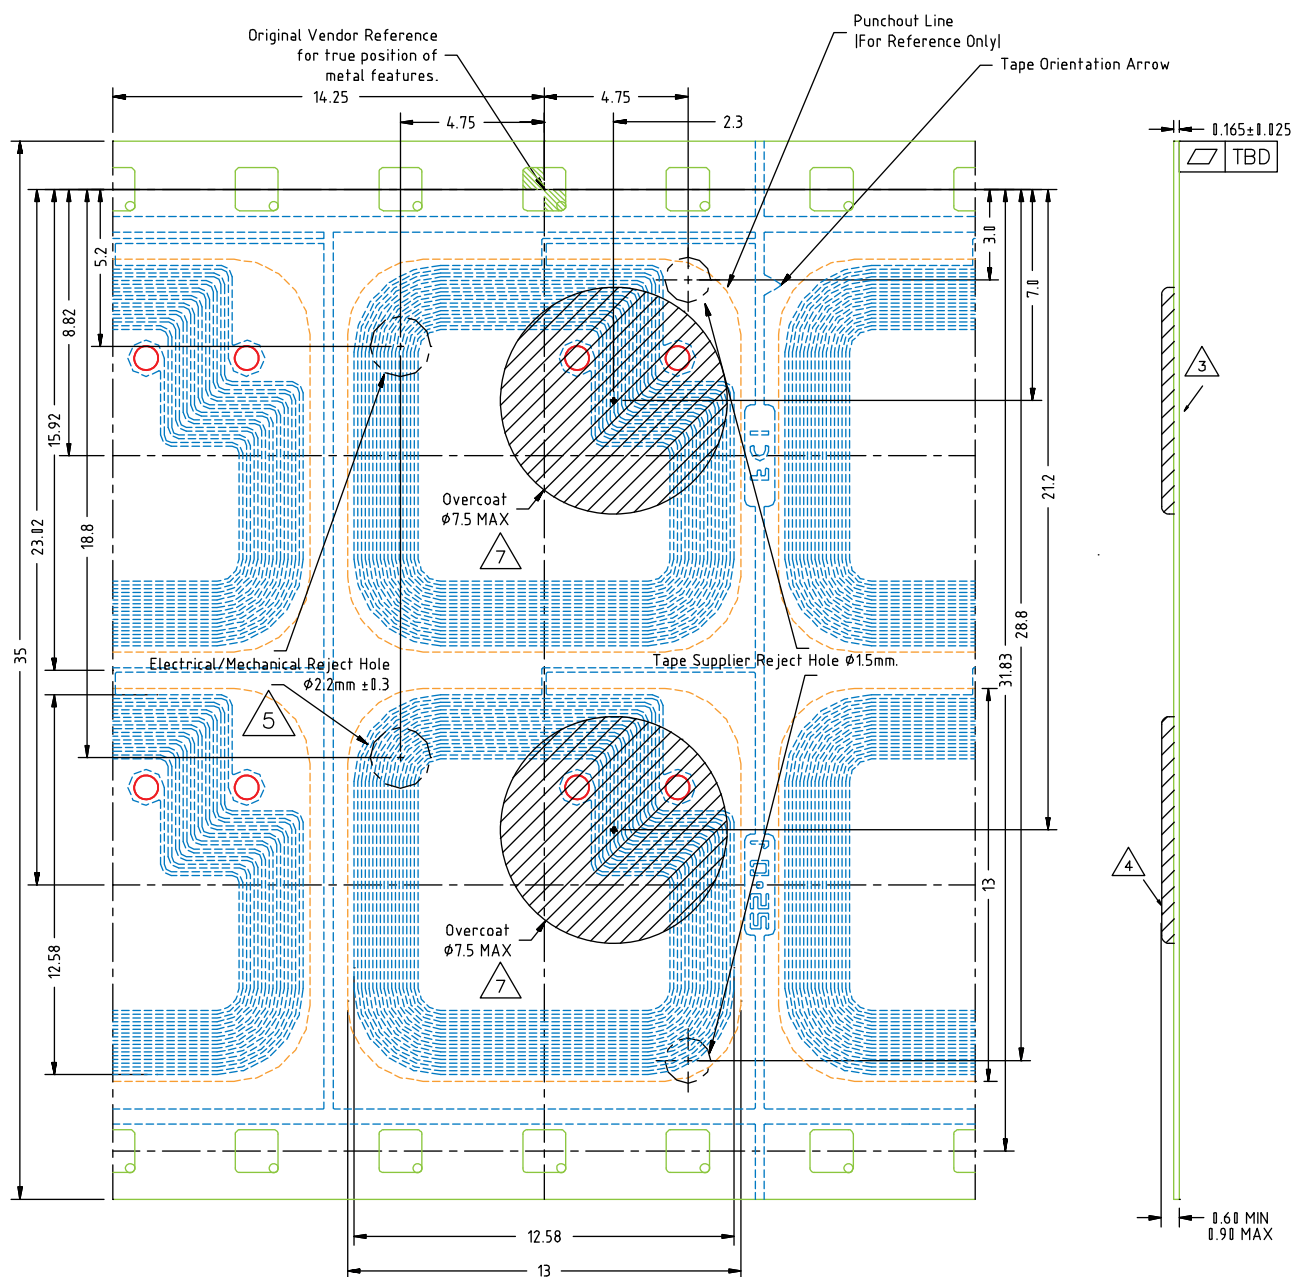 Original Vendor Reference
for true position of
metal features.
Punchout Line
|For Reference Only|
Tape Orientation Arrow
14.25
4.75
4.75
2.3
0.165±0.025
TBD
5.2
8.82
15.92
23.02
18.8
35
3.0
7.0
21.2
28.8
31.83
3
ECI
Overcoat
Ø7.5 MAX
7
Electrical/Mechanical Reject Hole
Ø2.2mm ±0.3
5
Tape Supplier Reject Hole Ø1.5mm.
4
12.58
13
Overcoat
Ø7.5 MAX
7
12.58
13
0.60 MIN
0.90 MAX